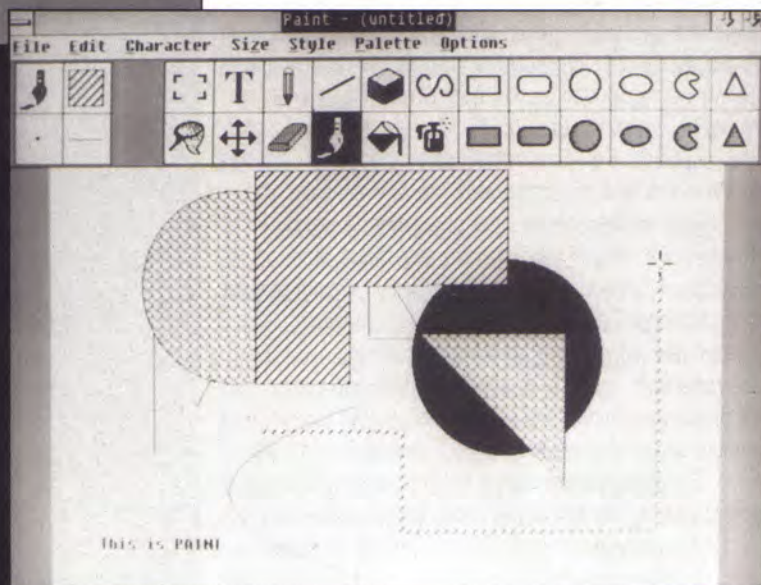 Paint - (untitled)
File Edit Character Size Style Palette Options
T
This is PAINT